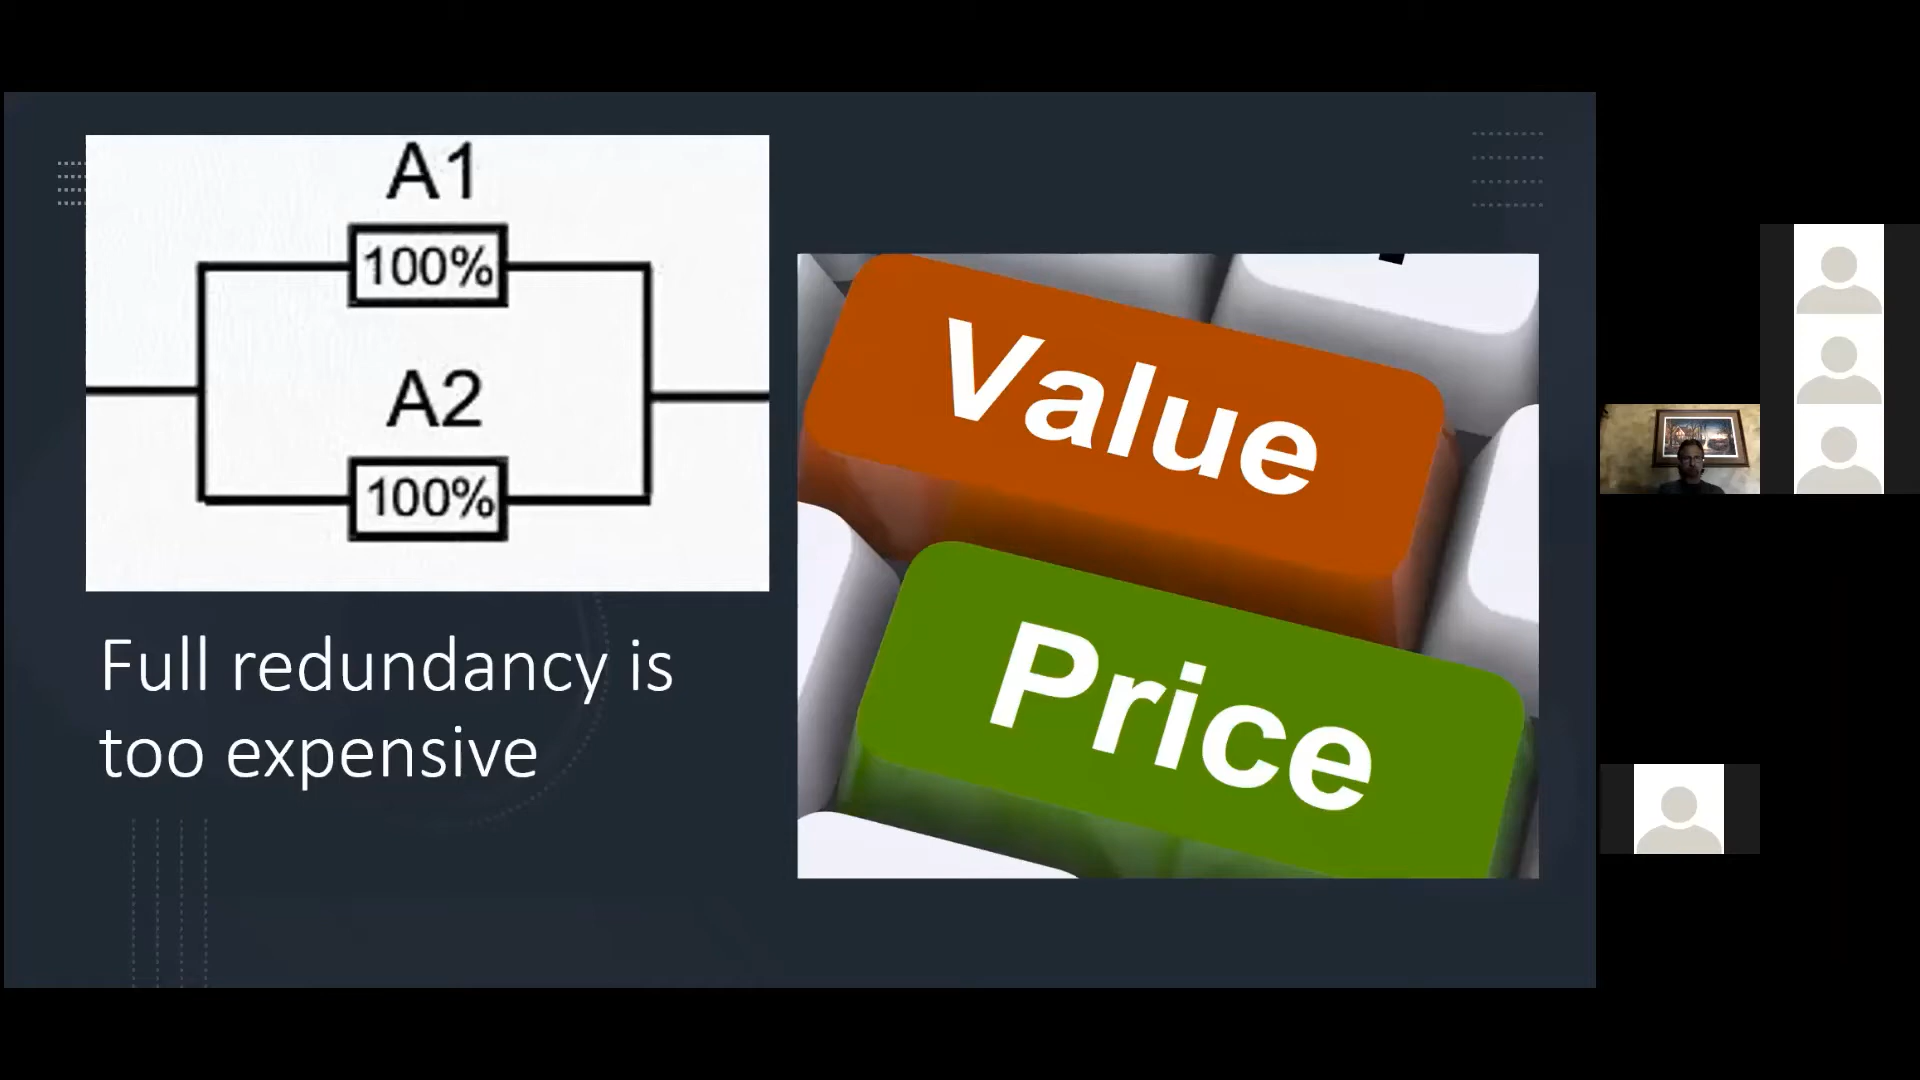 A1
100%
A2
100%
Full redundancy is
too expensive
Value
Price